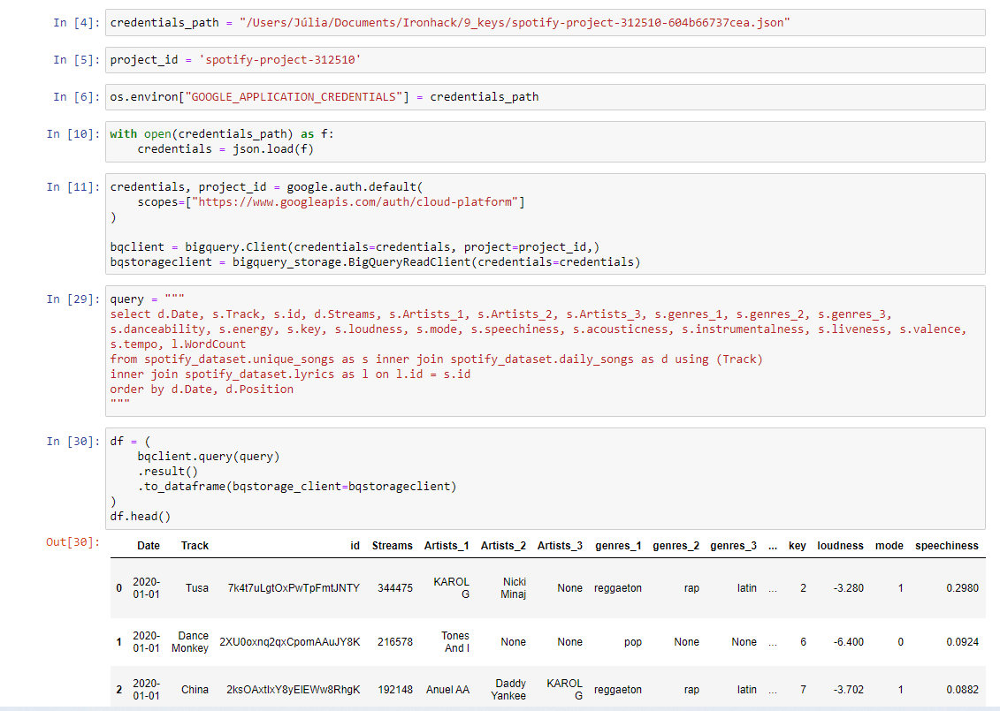 In [4]: credentials_path = "/Users/Júlia/Documents/Ironhack/9_keys/spotify-project-312510-604b66737cea.json"
In [5]: project_id = 'spotify-project-312510'
In [6]: os.environ["GOOGLE_APPLICATION_CREDENTIALS"] = credentials_path
In [10]: with open(credentials_path) as f:
    credentials = json.load(f)
In [11]: credentials, project_id = google.auth.default(
    scopes=["https://www.googleapis.com/auth/cloud-platform"]
)
bqclient = bigquery.Client(credentials=credentials, project=project_id,)
bqstorageclient = bigquery_storage.BigQueryReadClient(credentials=credentials)
In [29]: query = """
select d.Date, s.Track, s.id, d.Streams, s.Artists_1, s.Artists_2, s.Artists_3, s.genres_1, s.genres_2, s.genres_3,
s.danceability, s.energy, s.key, s.loudness, s.mode, s.speechiness, s.acousticness, s.instrumentalness, s.liveness, s.valence,
s.tempo, l.WordCount
from spotify_dataset.unique_songs as s inner join spotify_dataset.daily_songs as d using (Track)
inner join spotify_dataset.lyrics as l on l.id = s.id
order by d.Date, d.Position
"""
In [30]: df = (
    bqclient.query(query)
    .result()
    .to_dataframe(bqstorage_client=bqstorageclient)
)
df.head()
Out[30]:
Date Track id Streams Artists_1 Artists_2 Artists_3 genres_1 genres_2 genres_3 ... key loudness mode speechiness
0 2020-01-01 Tusa 7k4t7uLgtOxPwTpFmtJNTY 344475 KAROL G Nicki Minaj None reggaeton rap latin ... 2 -3.280 1 0.2980
1 2020-01-01 Dance Monkey 2XU0oxnq2qxCpomAAuJY8K 216578 Tones And I None None pop None None ... 6 -6.400 0 0.0924
2 2020-01-01 China 2ksOAxtIxY8yElEWw8RhgK 192148 Anuel AA Daddy Yankee KAROL G reggaeton rap latin ... 7 -3.702 1 0.0882